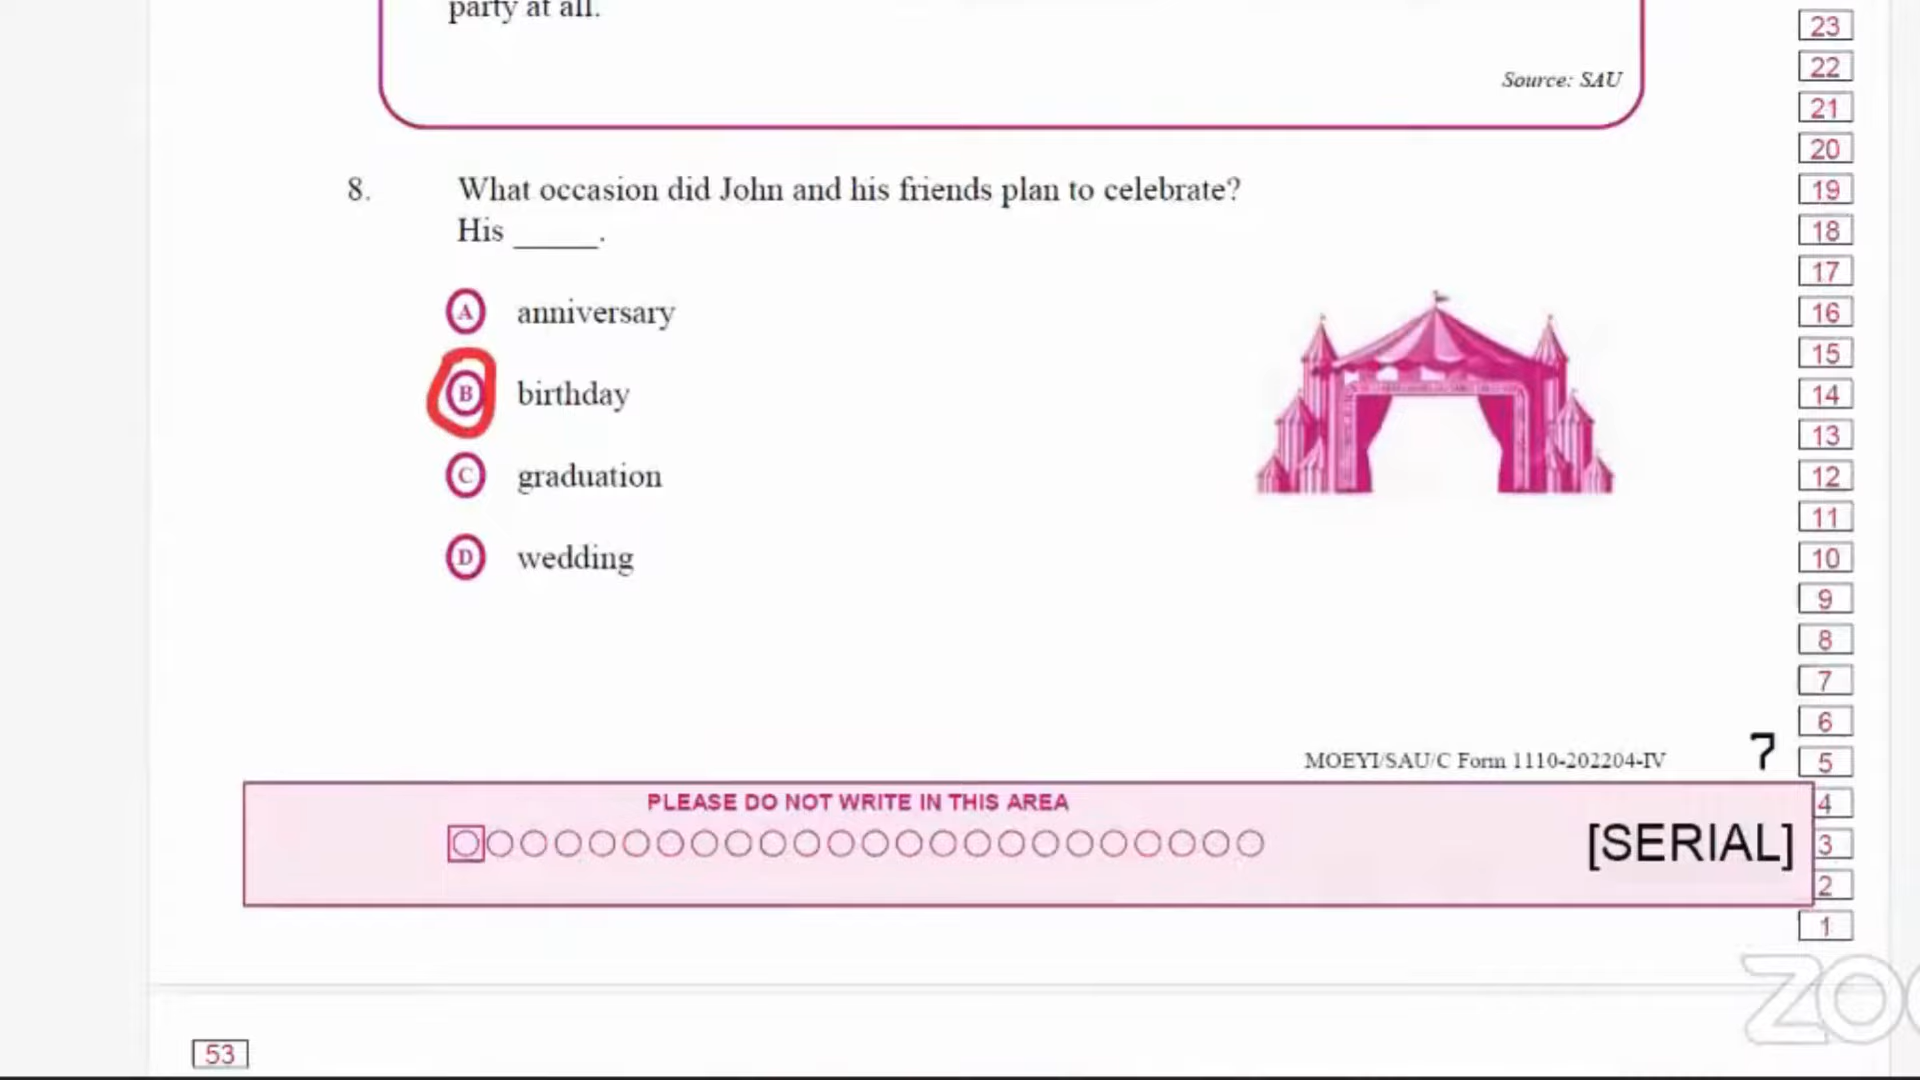 party at all.
Source: SAU
8. What occasion did John and his friends plan to celebrate?
His ______.
A anniversary
B birthday
C graduation
D wedding
MOEYI/SAU/C Form 1110-202204-IV 7
PLEASE DO NOT WRITE IN THIS AREA
[SERIAL]
23
22
21
20
19
18
17
16
15
14
13
12
11
10
9
8
7
6
5
4
3
2
1
53